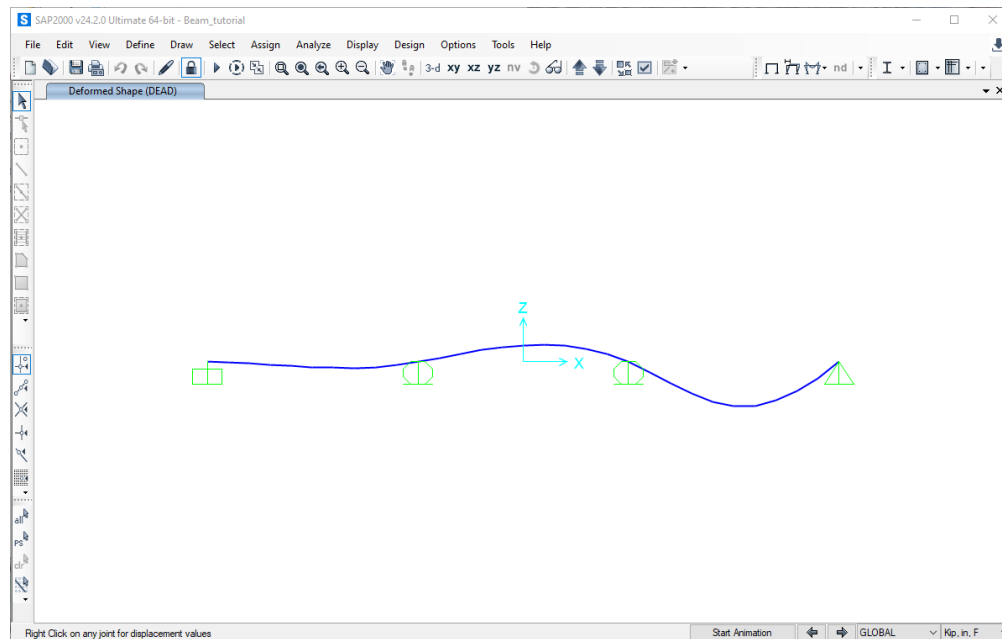 S SAP2000 v24.2.0 Ultimate 64-bit - Beam_tutorial
File Edit View Define Draw Select Assign Analyze Display Design Options Tools Help
3-d xy xz yz nv nd
Deformed Shape (DEAD)
Z
X
all
ps
clr
Right Click on any joint for displacement values Start Animation GLOBAL Kip, in, F